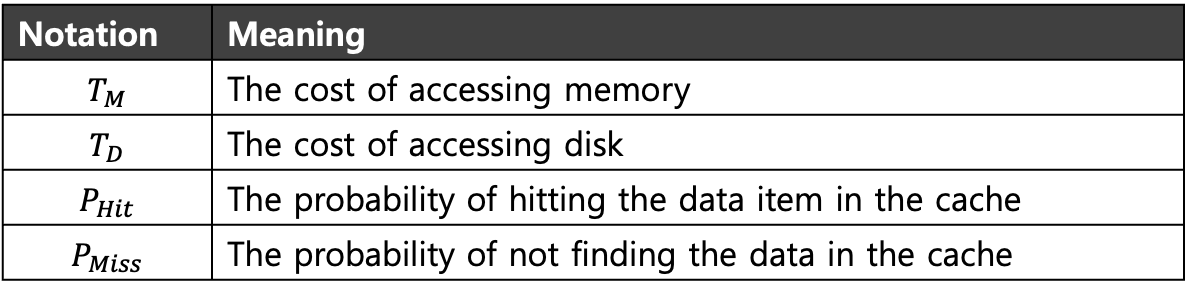 Notation Meaning
T_M The cost of accessing memory
T_D The cost of accessing disk
P_Hit The probability of hitting the data item in the cache
P_Miss The probability of not finding the data in the cache